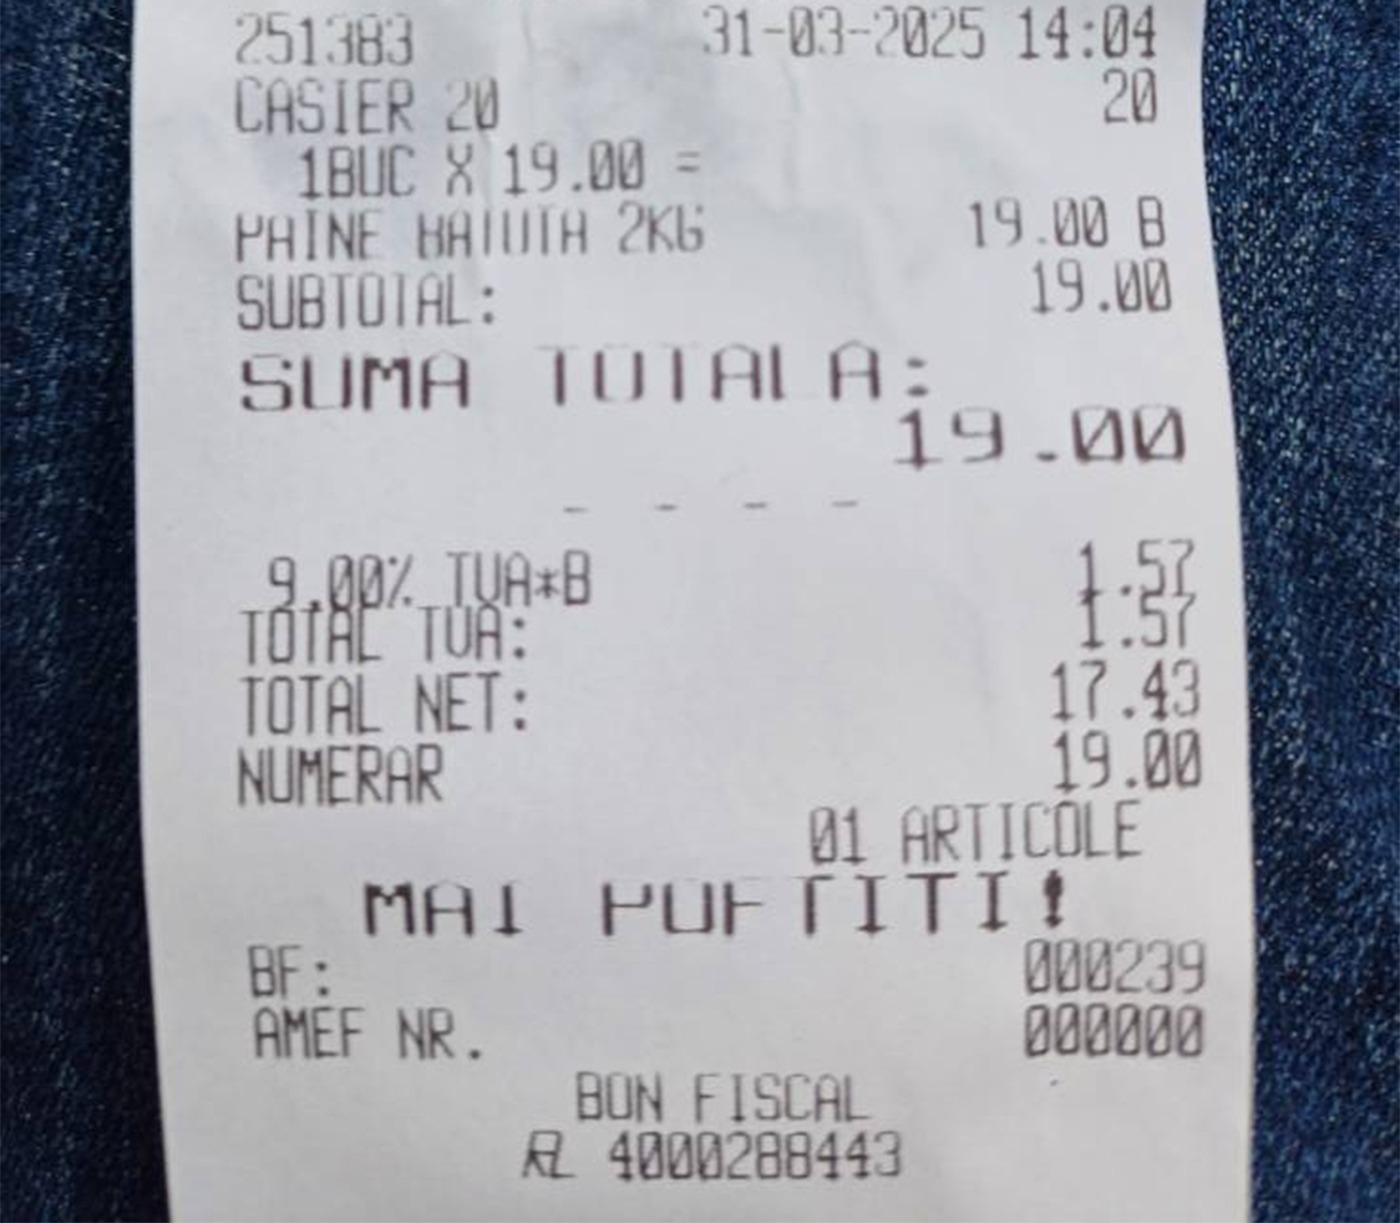 251383 31-03-2025 14:04
CASIER 20 20
1BUC X 19.00 =
PAINE BATUTA 2KG 19.00 B
SUBTOTAL: 19.00
SUMA TOTALA:
19.00
- - - -
9.00% TVA*B 1.57
TOTAL TVA: 1.57
TOTAL NET: 17.43
NUMERAR 19.00
01 ARTICOLE
MAI POFTITI!
BF: 000239
AMEF NR. 000000
BON FISCAL
4000288443